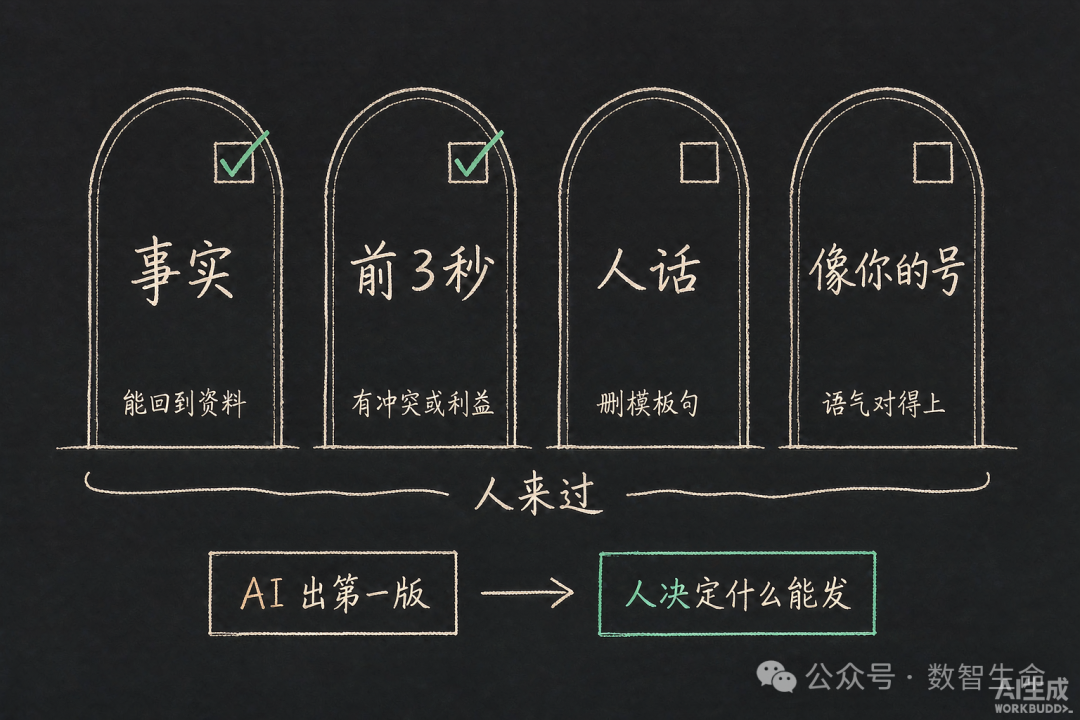 事实
前3秒
人话
像你的号
能回到资料
有冲突或利益
删模板句
语气对得上
人来过
AI 出第一版
人决定什么能发
公众号 · 数智生命
AI生成
WORKBUDD>_